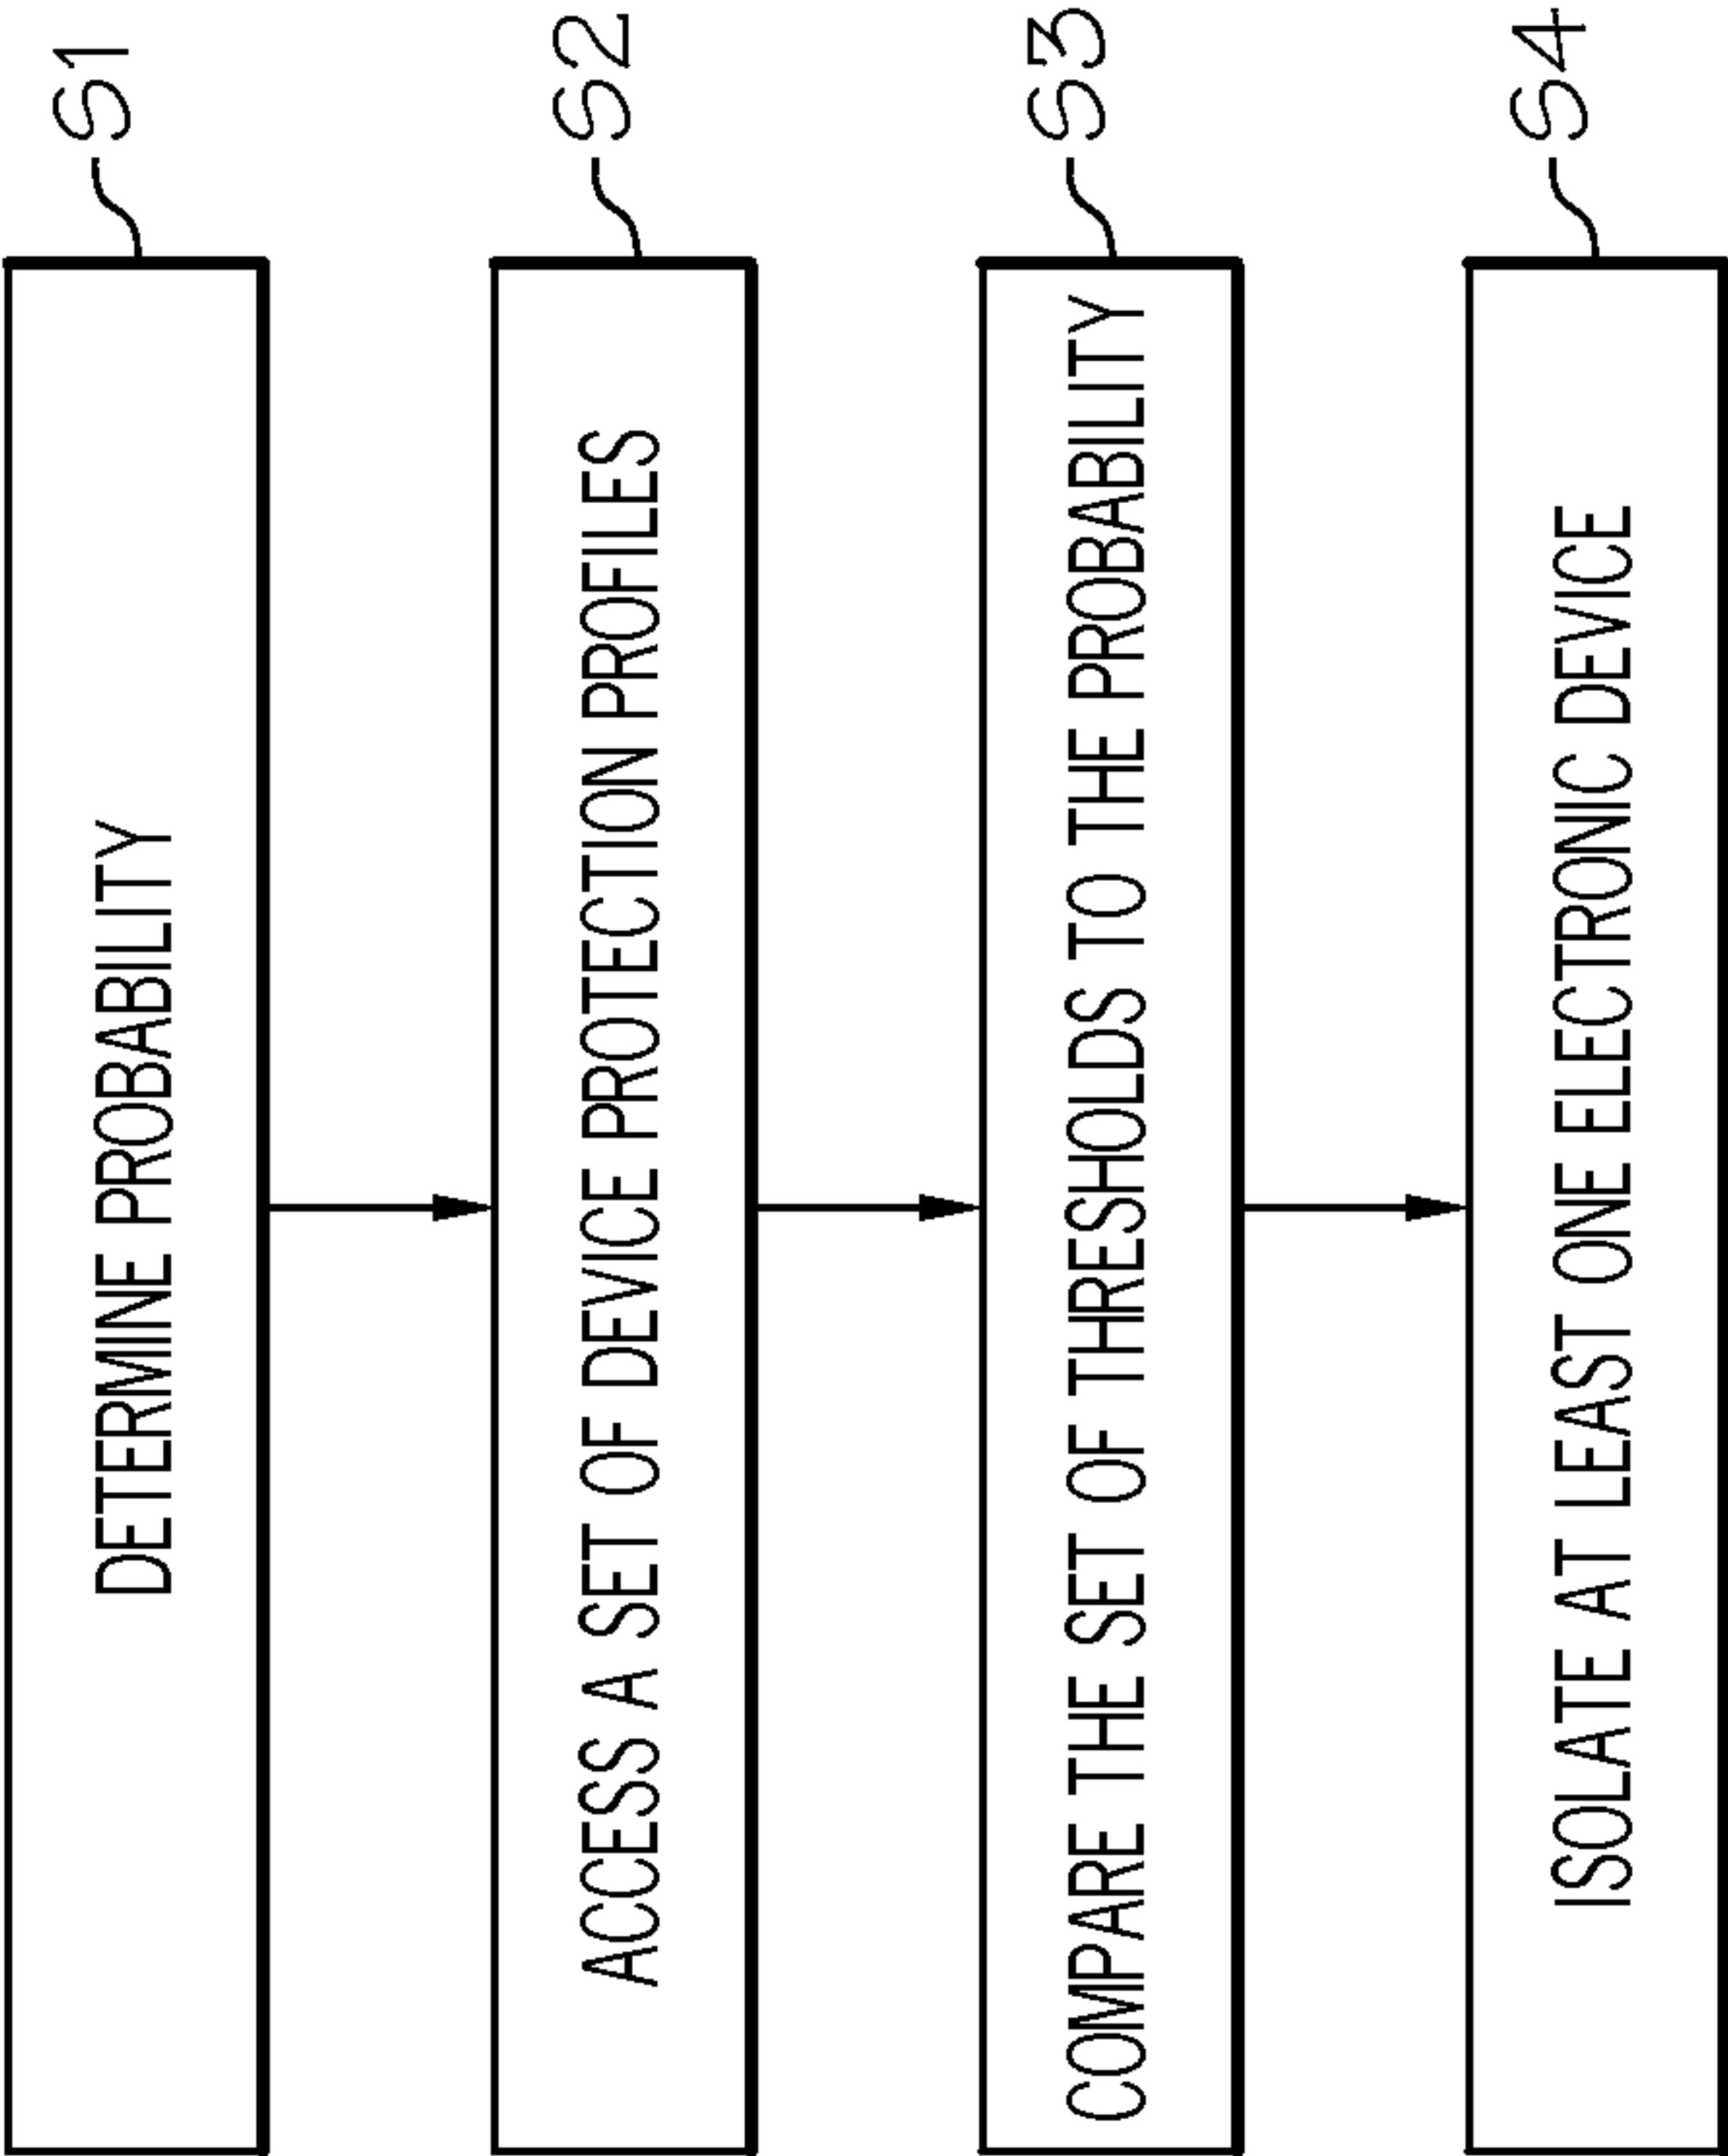 DETERMINE PROBABILITY
S1
ACCESS A SET OF DEVICE PROTECTION PROFILES
S2
COMPARE THE SET OF THRESHOLDS TO THE PROBABILITY
S3
ISOLATE AT LEAST ONE ELECTRONIC DEVICE
S4